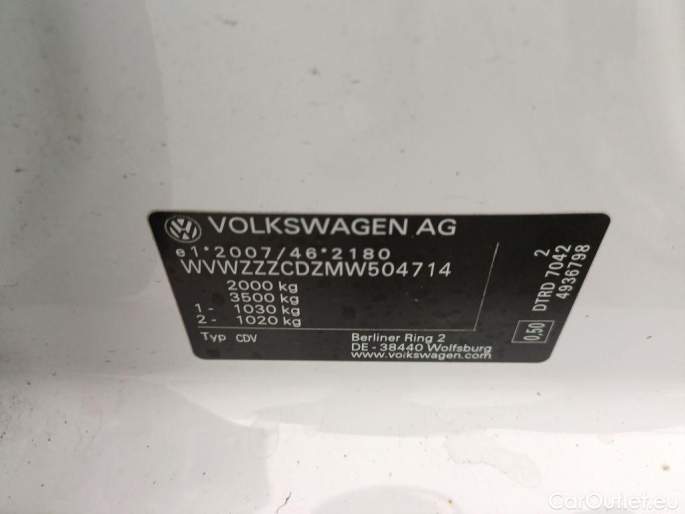 VOLKSWAGEN AG
e1*2007/46*2180
WVWZZZCDZMW504714
2000 kg
3500 kg
1- 1030 kg
2- 1020 kg
Typ CDV
Berliner Ring 2
DE - 38440 Wolfsburg
www.volkswagen.com
0,50
DTRD 7042 2
4936798
CarOutlet.eu